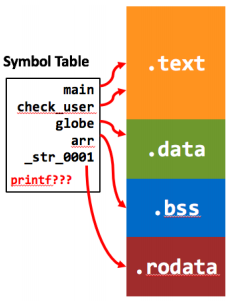 Symbol Table
main
check_user
globe
arr
_str_0001
printf???
.text
.data
.bss
.rodata